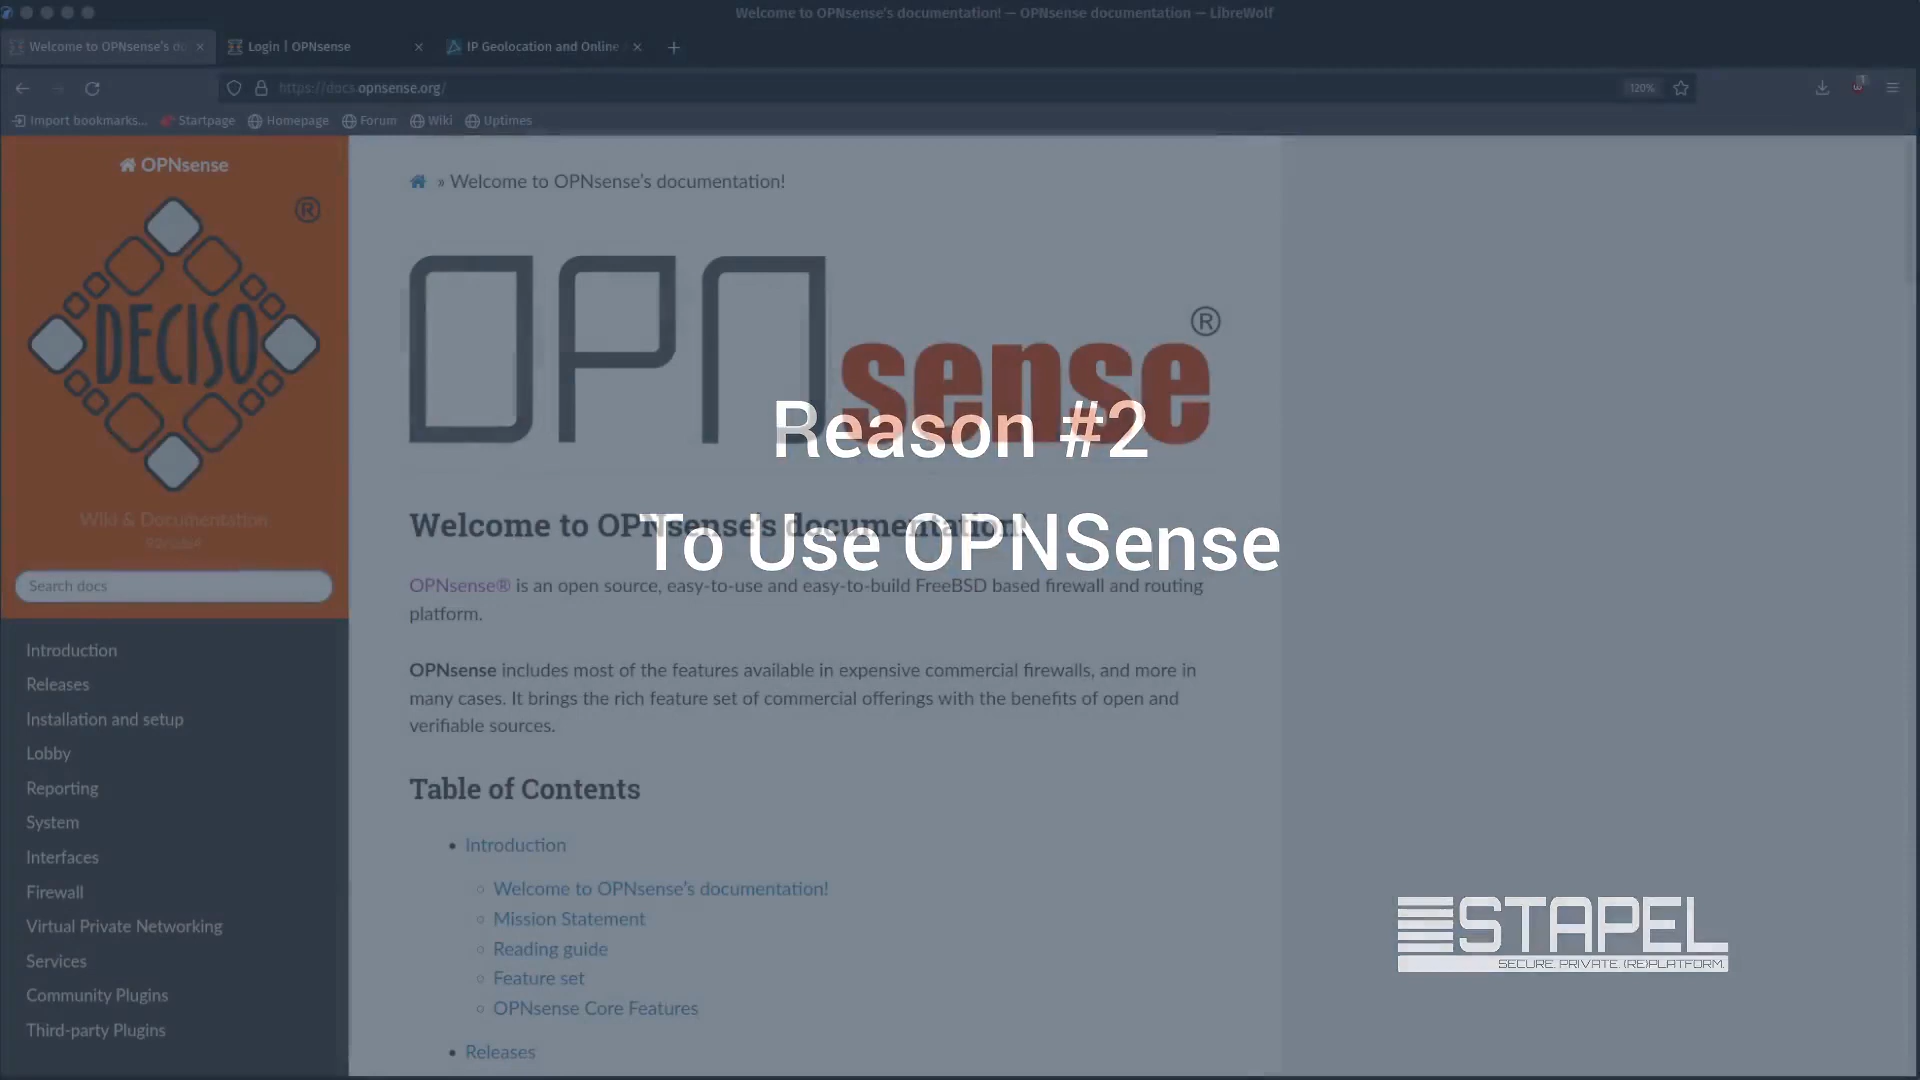 Welcome to OPNsense's documentation! — OPNsense documentation — LibreWolf
Welcome to OPNsense's do
Login | OPNsense
IP Geolocation and Online
https://docs.opnsense.org/
120%
1
Import bookmarks...
Startpage
Homepage
Forum
Wiki
Uptimes
OPNsense
®
DECISO
Wiki & Documentation
Search docs
Introduction
Releases
Installation and setup
Lobby
Reporting
System
Interfaces
Firewall
Virtual Private Networking
Services
Community Plugins
Third-party Plugins
» Welcome to OPNsense's documentation!
OPNsense®
Reason #2
To Use OPNSense
Welcome to OPNsense's documentation!
OPNsense® is an open source, easy-to-use and easy-to-build FreeBSD based firewall and routing
platform.
OPNsense includes most of the features available in expensive commercial firewalls, and more in
many cases. It brings the rich feature set of commercial offerings with the benefits of open and
verifiable sources.
Table of Contents
• Introduction
◦ Welcome to OPNsense's documentation!
◦ Mission Statement
◦ Reading guide
◦ Feature set
◦ OPNsense Core Features
• Releases
STAPEL
SECURE. PRIVATE. (RE)PLATFORM.